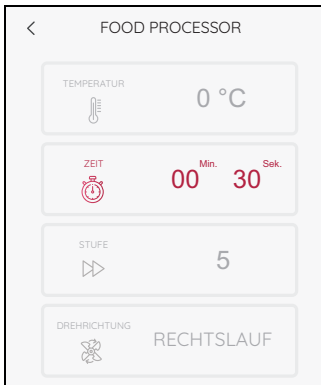 FOOD PROCESSOR
TEMPERATUR
0 °C
ZEIT
00 Min. 30 Sek.
STUFE
5
DREHRICHTUNG
RECHTSLAUF